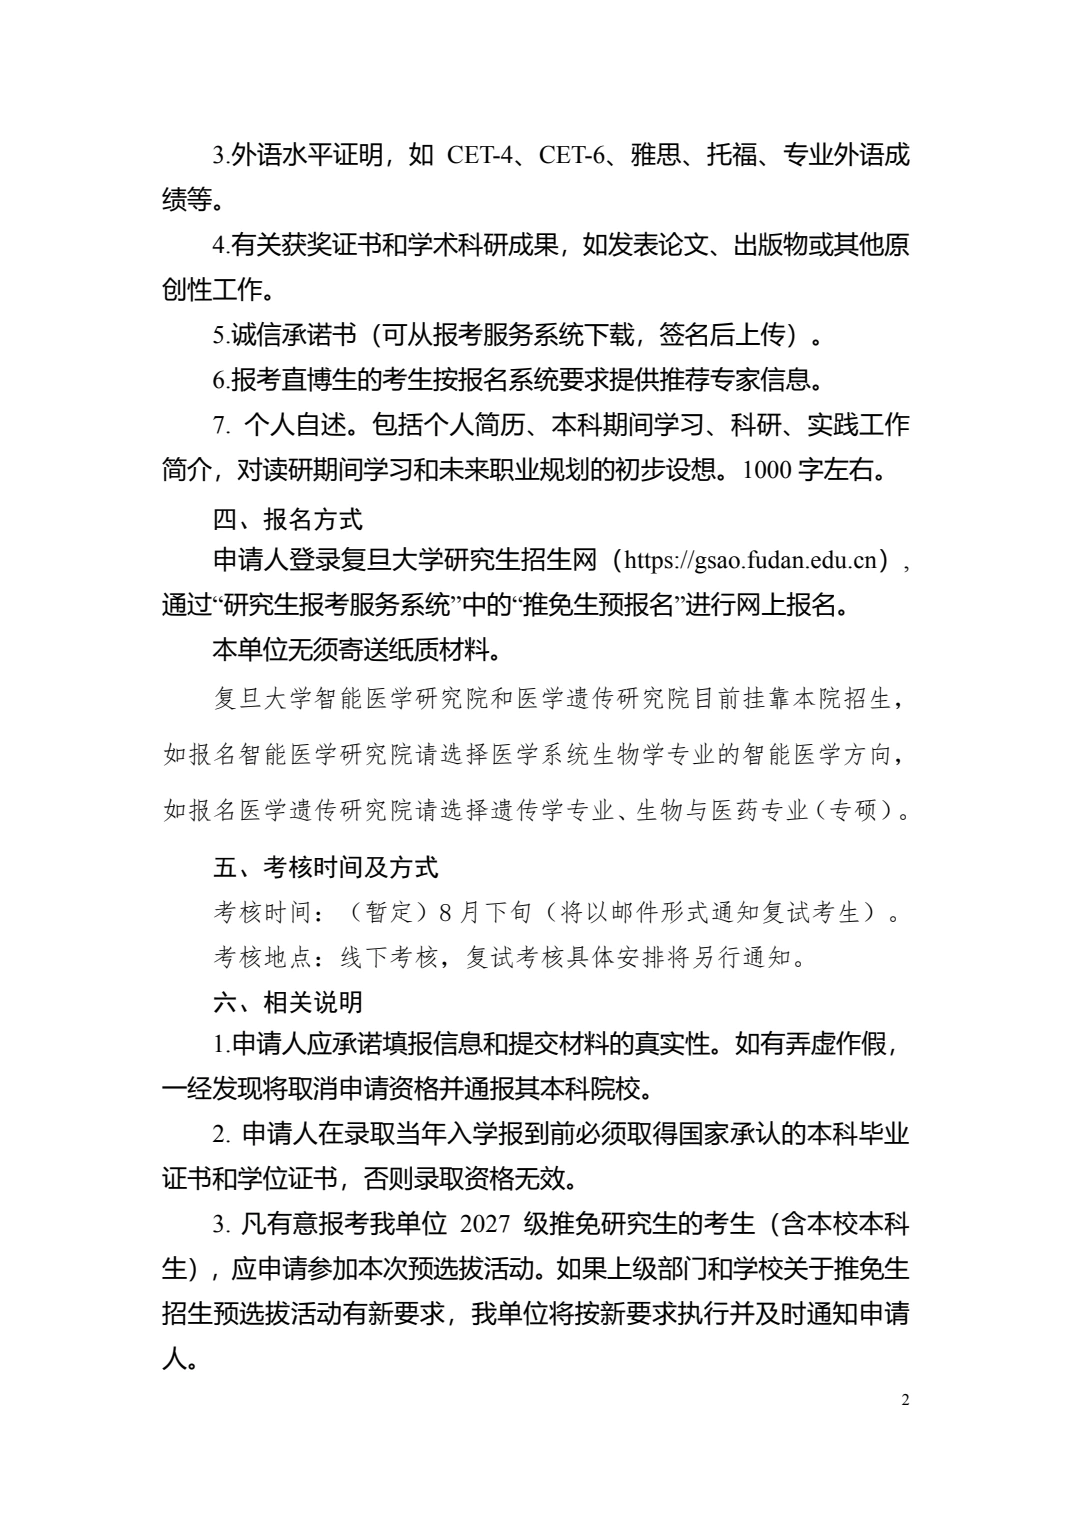 3.外语水平证明，如 CET-4、CET-6、雅思、托福、专业外语成
绩等。
4.有关获奖证书和学术科研成果，如发表论文、出版物或其他原
创性工作。
5.诚信承诺书（可从报考服务系统下载，签名后上传）。
6.报考直博生的考生按报名系统要求提供推荐专家信息。
7. 个人自述。包括个人简历、本科期间学习、科研、实践工作
简介，对读研期间学习和未来职业规划的初步设想。1000 字左右。
四、报名方式
申请人登录复旦大学研究生招生网（https://gsao.fudan.edu.cn）,
通过“研究生报考服务系统”中的“推免生预报名”进行网上报名。
本单位无须寄送纸质材料。
复旦大学智能医学研究院和医学遗传研究院目前挂靠本院招生，
如报名智能医学研究院请选择医学系统生物学专业的智能医学方向，
如报名医学遗传研究院请选择遗传学专业、生物与医药专业（专硕）。
五、考核时间及方式
考核时间：（暂定）8 月下旬（将以邮件形式通知复试考生）。
考核地点：线下考核，复试考核具体安排将另行通知。
六、相关说明
1.申请人应承诺填报信息和提交材料的真实性。如有弄虚作假，
一经发现将取消申请资格并通报其本科院校。
2. 申请人在录取当年入学报到前必须取得国家承认的本科毕业
证书和学位证书，否则录取资格无效。
3. 凡有意报考我单位 2027 级推免研究生的考生（含本校本科
生），应申请参加本次预选拔活动。如果上级部门和学校关于推免生
招生预选拔活动有新要求，我单位将按新要求执行并及时通知申请
人。
2